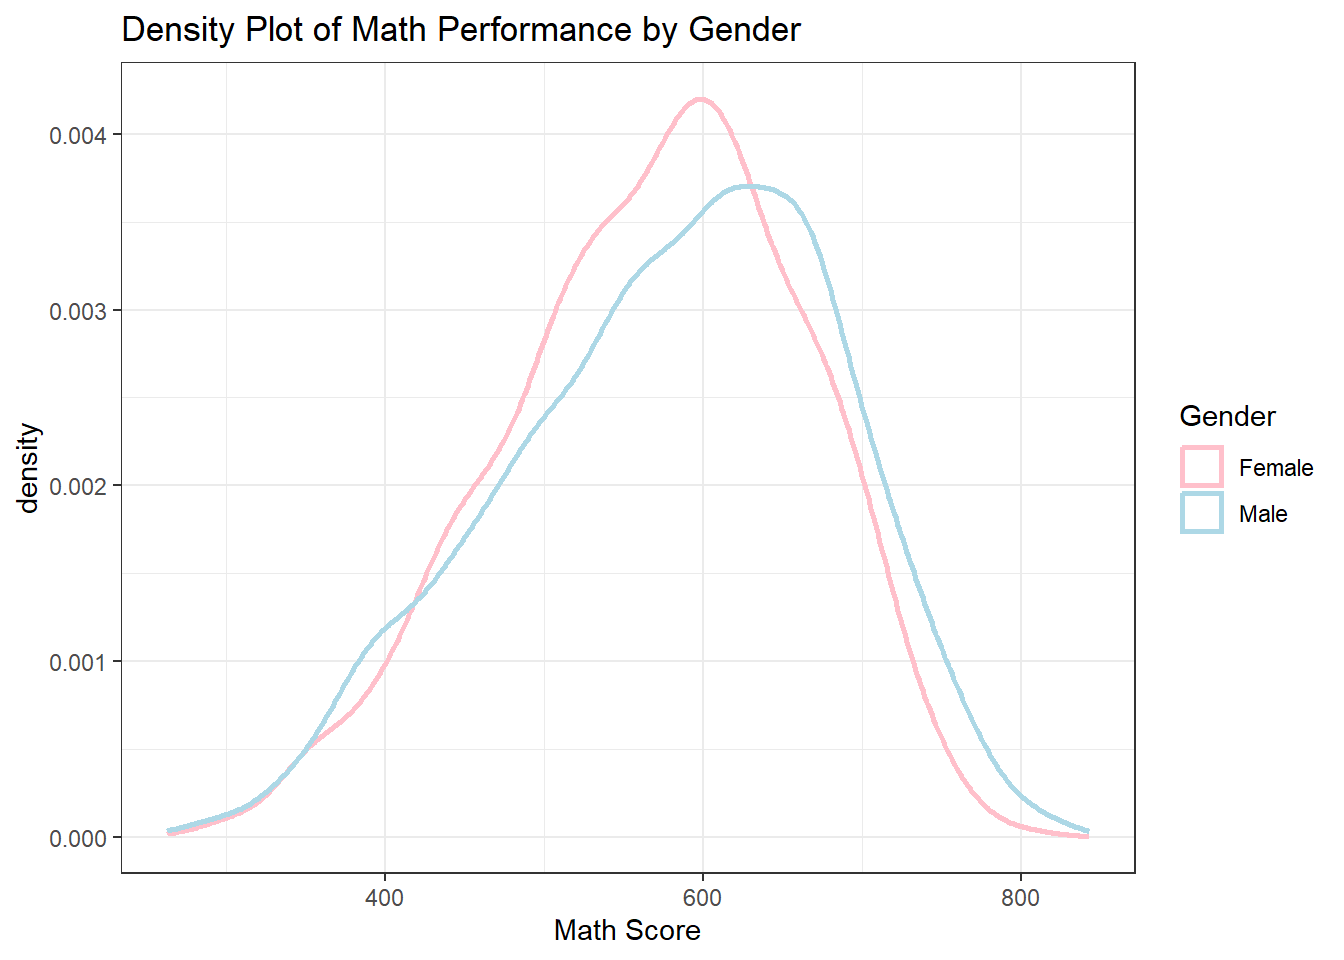 Density Plot of Math Performance by Gender
0.004
0.003
0.002
0.001
0.000
density
400 600 800
Math Score
Gender
Female
Male